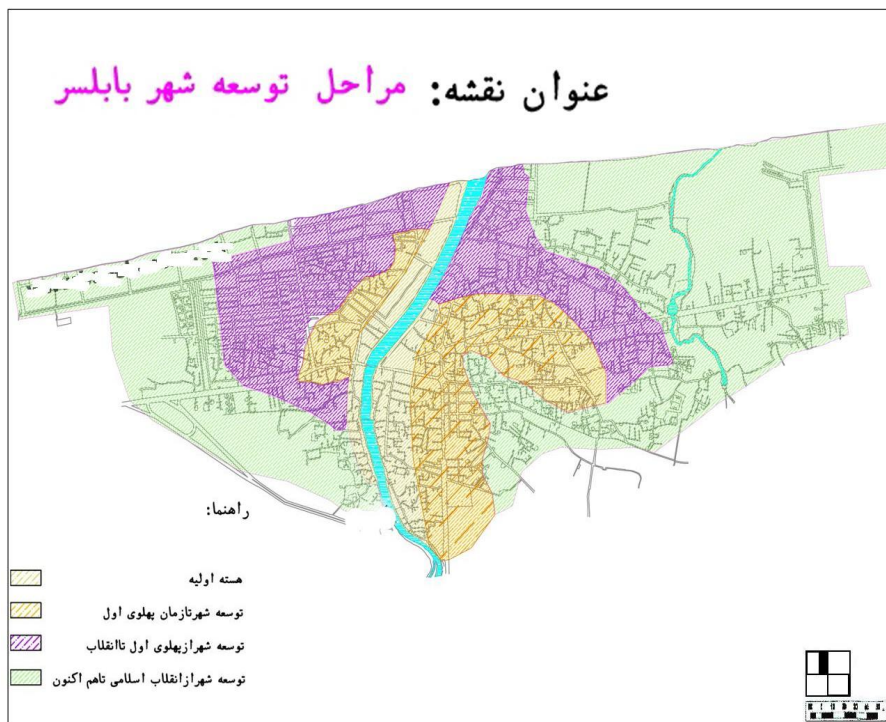 عنوان نقشه: مراحل توسعه شهر بابلسر
راهنما:
هسته اولیه
توسعه شهرتازمان پهلوی اول
توسعه شهرازپهلوی اول تاانقلاب
توسعه شهرازانقلاب اسلامی تاهم اکنون